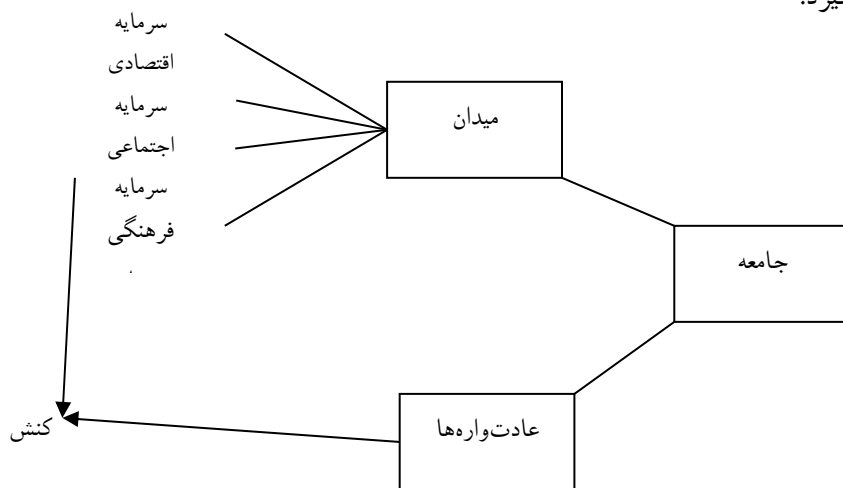 سرمایه
اقتصادی
سرمایه
اجتماعی
سرمایه
فرهنگی
میدان
جامعه
عادت‌واره‌ها
کنش